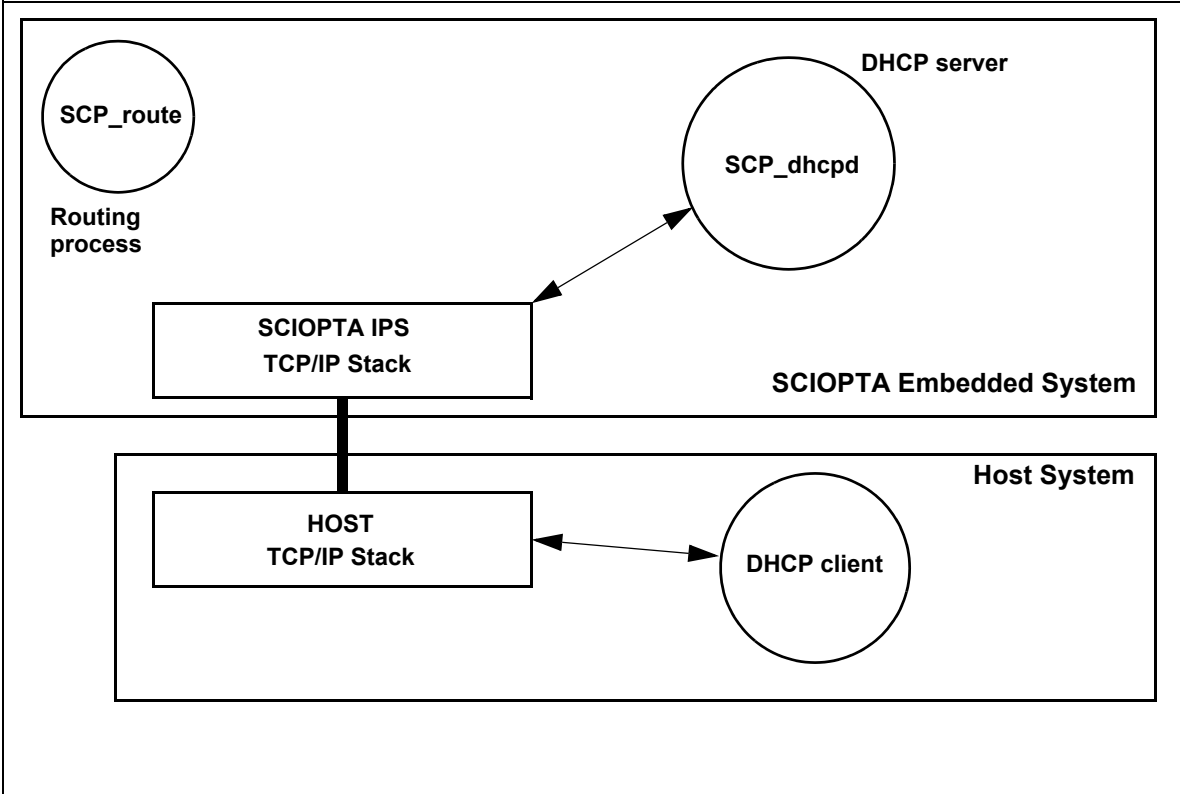 SCP_route
Routing
process
DHCP server
SCP_dhcpd
SCIOPTA IPS
TCP/IP Stack
SCIOPTA Embedded System
Host System
HOST
TCP/IP Stack
DHCP client